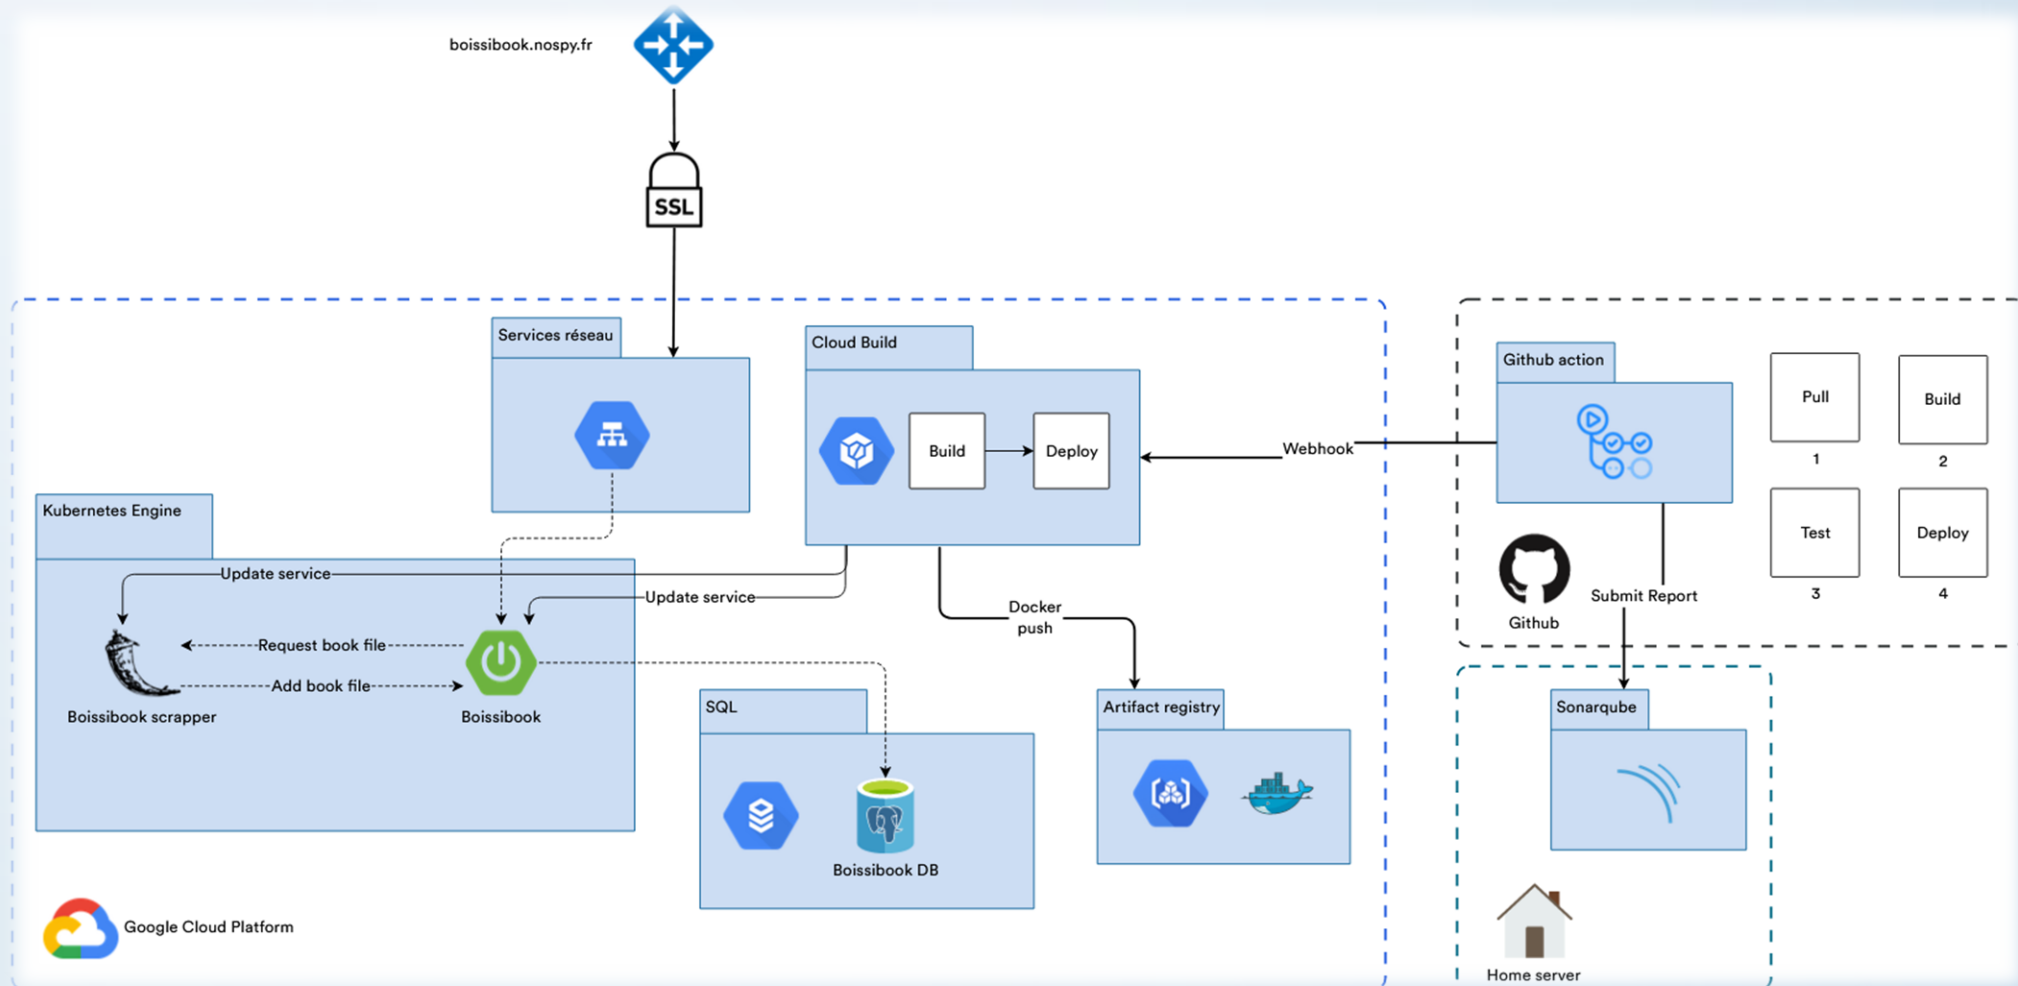 boissibook.nospy.fr
SSL
Services réseau
Cloud Build
Build
Deploy
Webhook
Github action
Pull
1
Build
2
Test
3
Deploy
4
Github
Submit Report
Kubernetes Engine
Update service
Update service
Request book file
Add book file
Boissibook scrapper
Boissibook
Docker
push
SQL
Boissibook DB
Artifact registry
Sonarqube
Google Cloud Platform
Home server